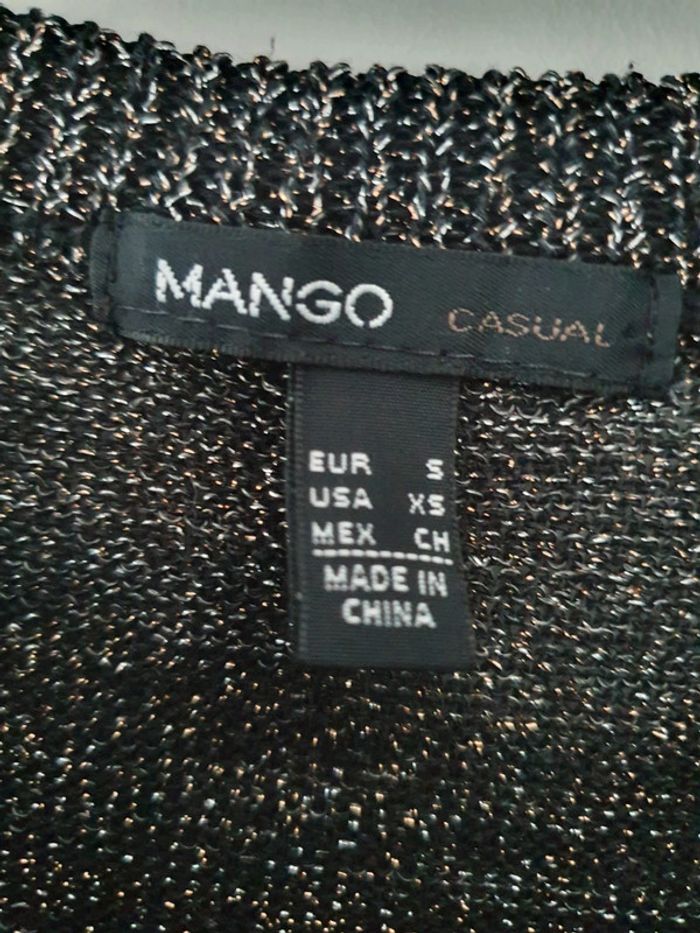 MANGO CASUAL
EUR S
USA XS
MEX CH
MADE IN
CHINA